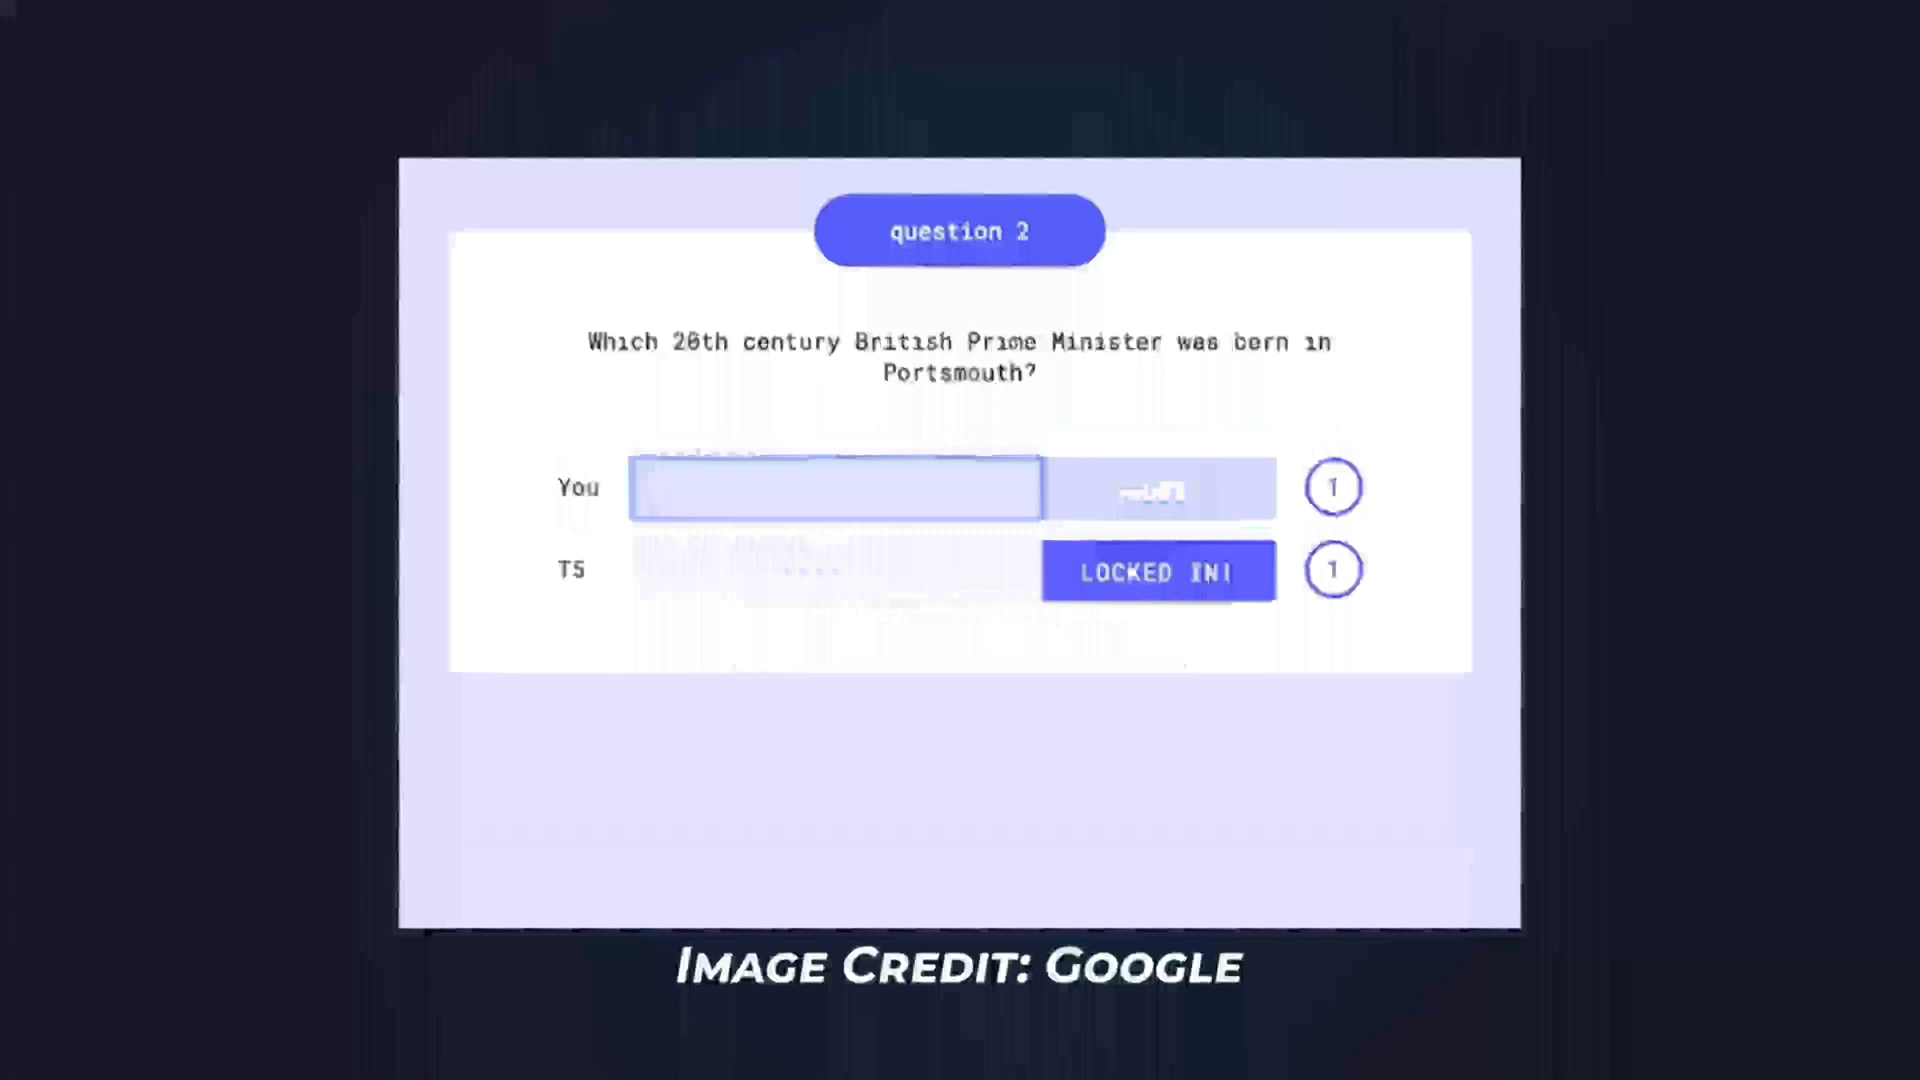 question 2
Which 20th century British Prime Minister was born in
Portsmouth?
You
1
T5
LOCKED IN!
1
IMAGE CREDIT: GOOGLE